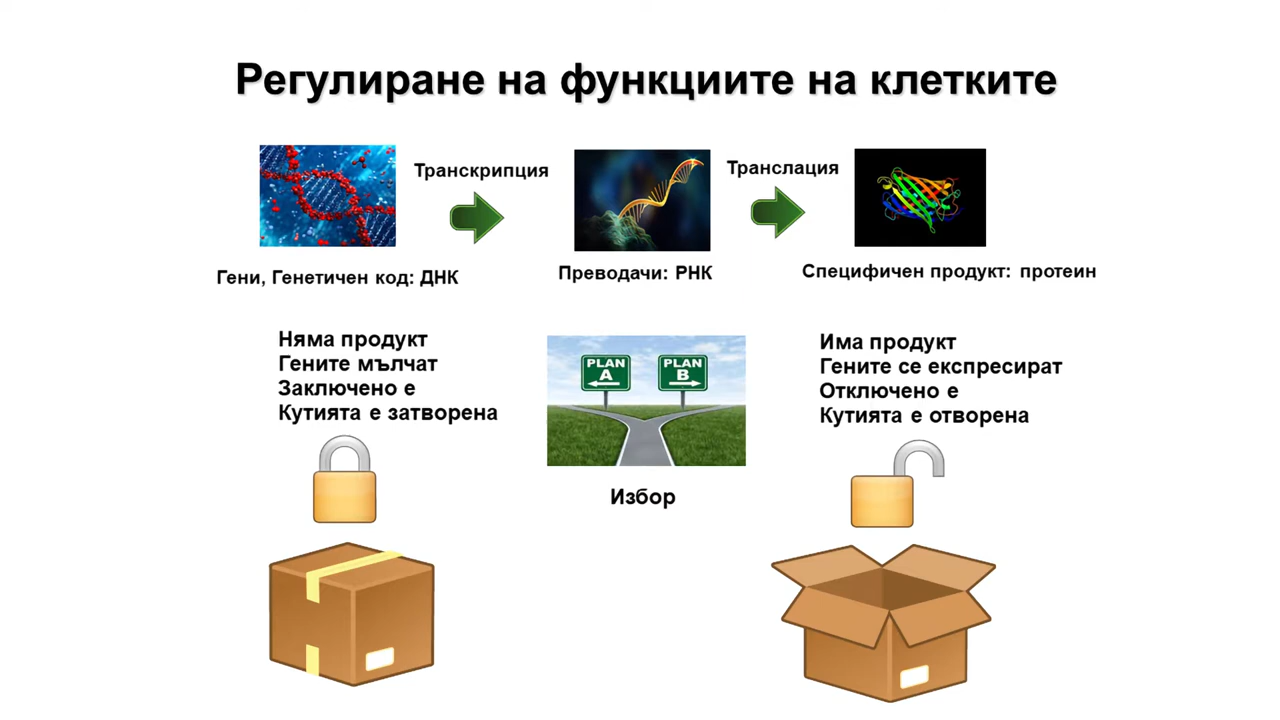 Регулиране на функциите на клетките
Транскрипция
Транслация
Гени, Генетичен код: ДНК
Преводачи: РНК
Специфичен продукт: протеин
Няма продукт
Гените мълчат
Заключено е
Кутията е затворена
PLAN
A
PLAN
B
Избор
Има продукт
Гените се експресират
Отключено е
Кутията е отворена